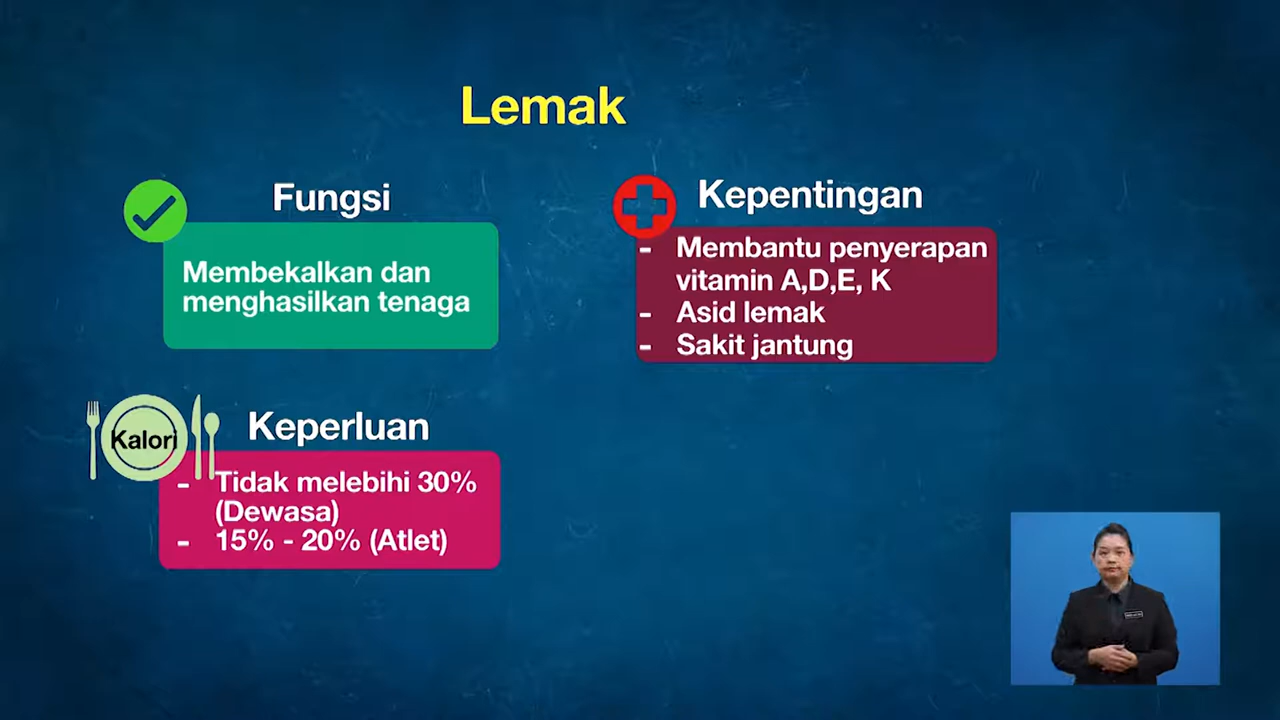 Lemak
Fungsi
Membekalkan dan
menghasilkan tenaga
Kepentingan
- Membantu penyerapan
vitamin A,D,E, K
- Asid lemak
- Sakit jantung
Kalori
Keperluan
- Tidak melebihi 30%
(Dewasa)
- 15% - 20% (Atlet)